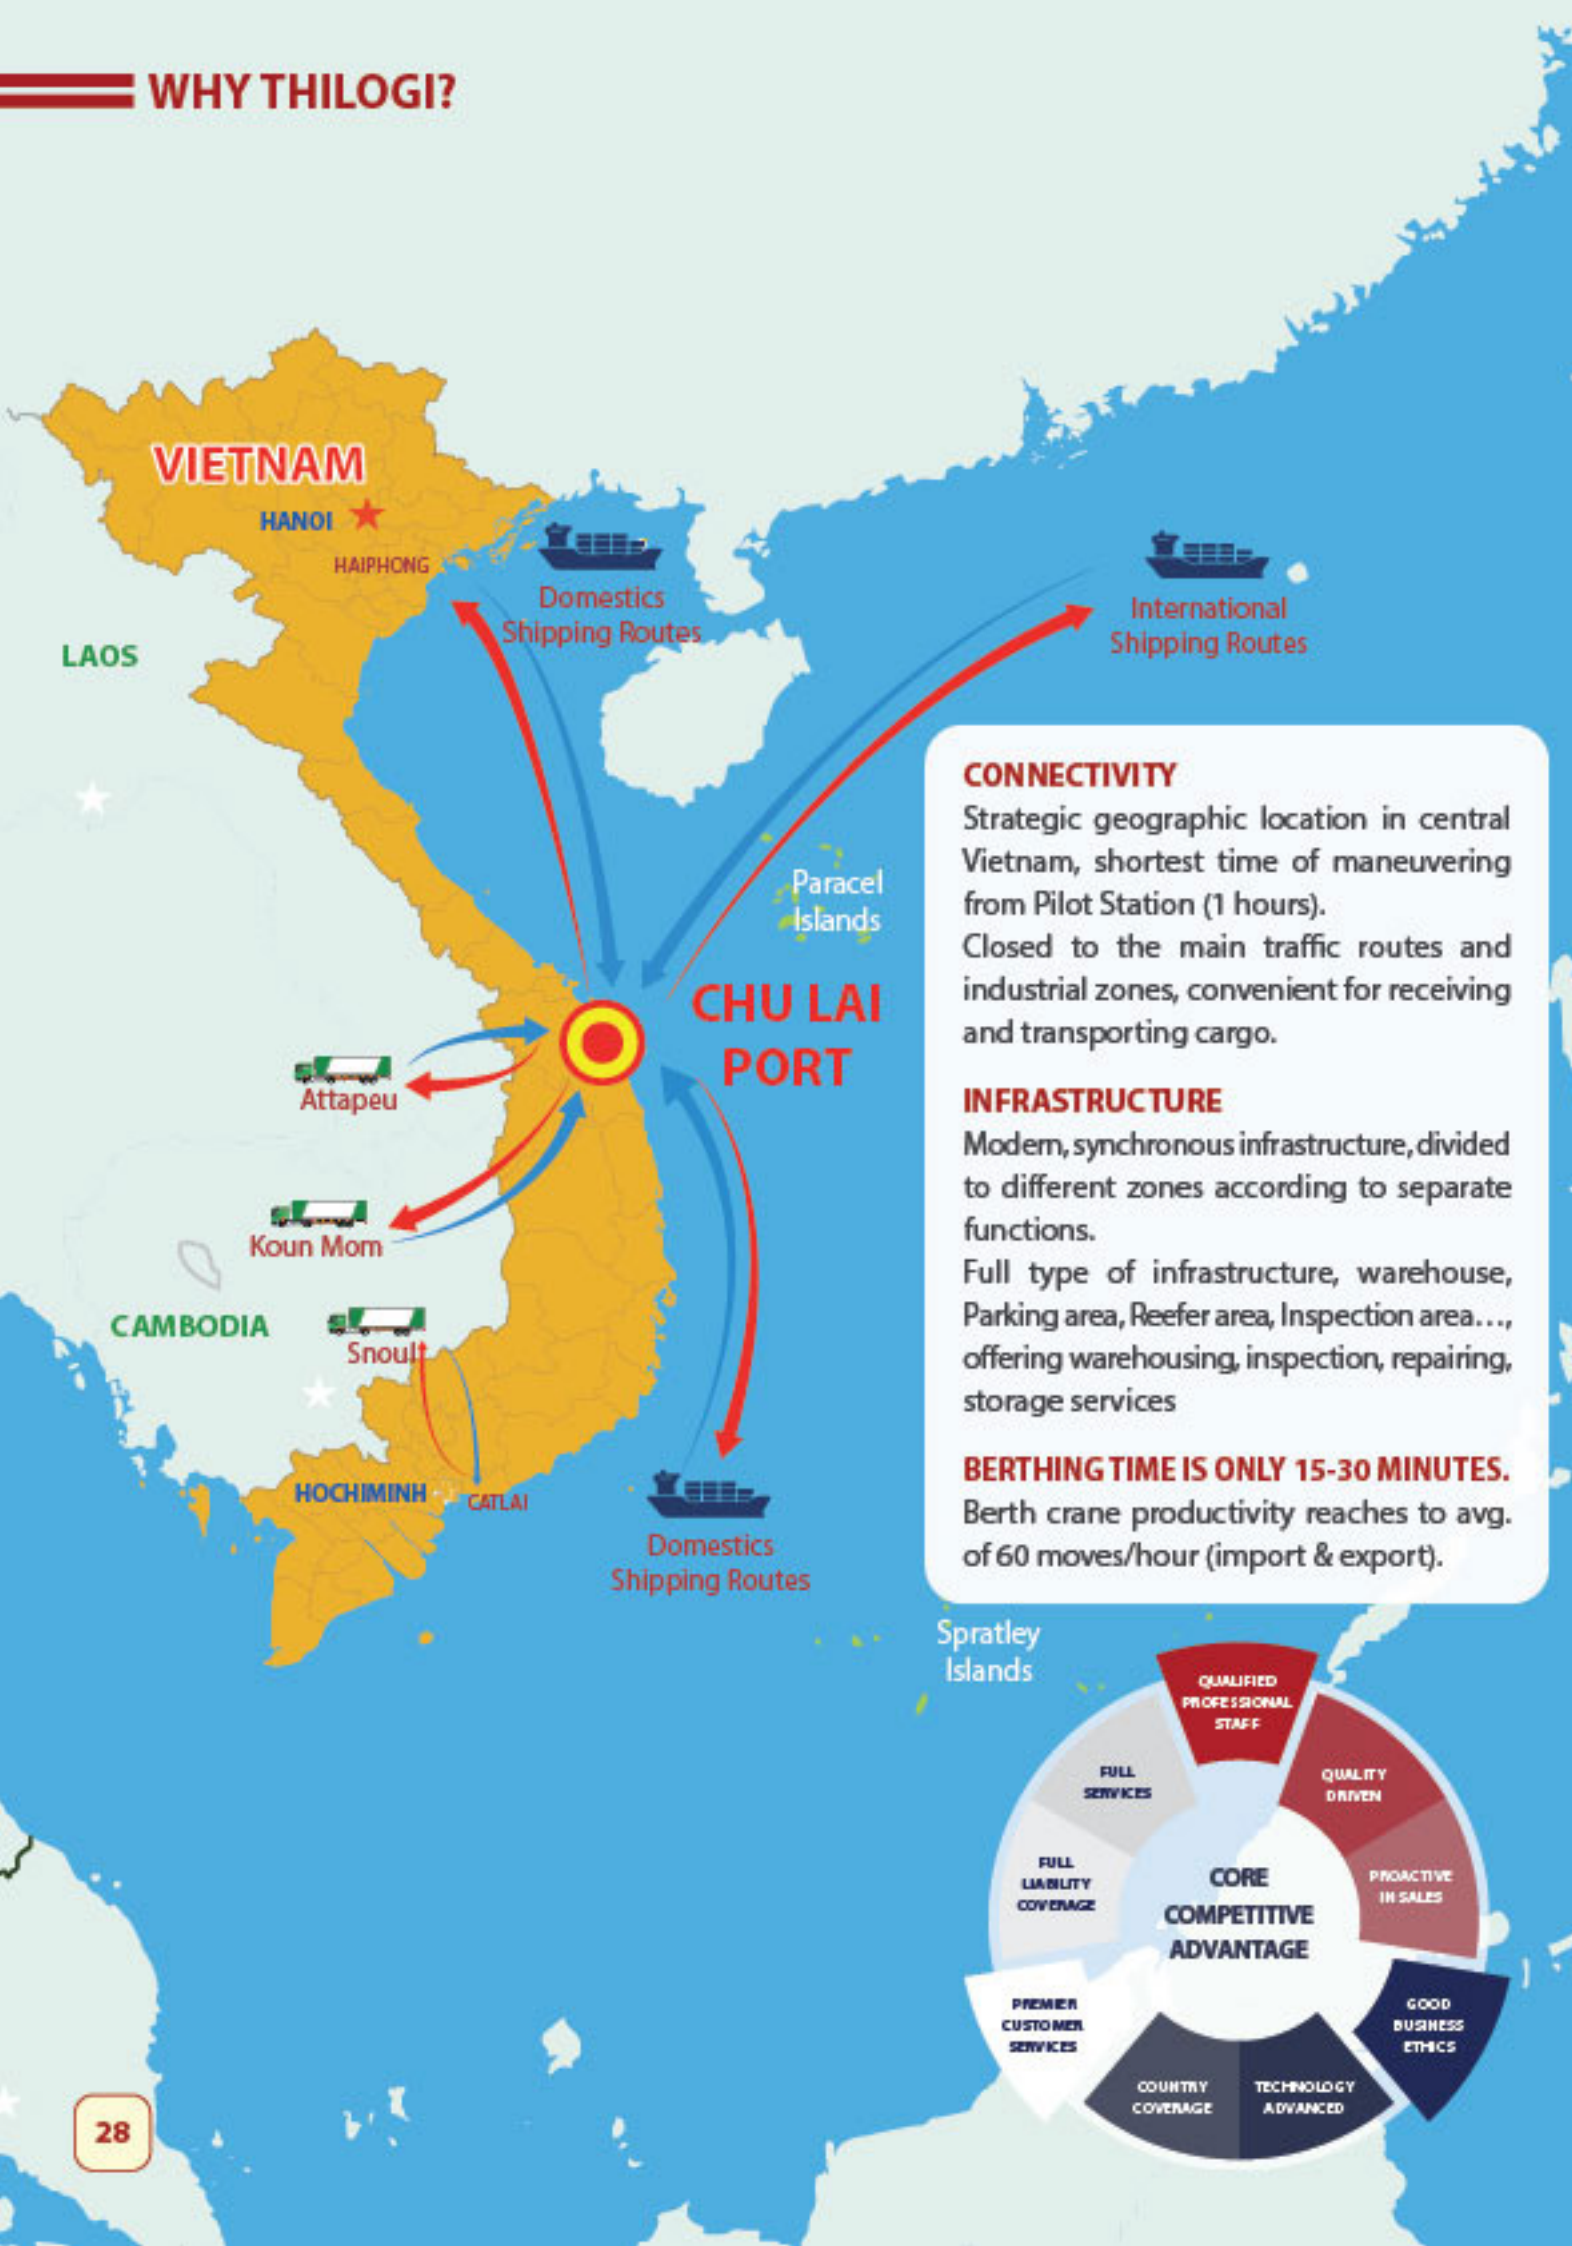 WHY THILOGI?
VIETNAM
HANOI
HAIPHONG
Domestics
Shipping Routes
International
Shipping Routes
LAOS
CONNECTIVITY
Strategic geographic location in central
Vietnam, shortest time of maneuvering
from Pilot Station (1 hours).
Closed to the main traffic routes and
industrial zones, convenient for receiving
and transporting cargo.
INFRASTRUCTURE
Modern, synchronous infrastructure, divided
to different zones according to separate
functions.
Full type of infrastructure, warehouse,
Parking area, Reefer area, Inspection area...,
offering warehousing, inspection, repairing,
storage services
BERTHING TIME IS ONLY 15-30 MINUTES.
Berth crane productivity reaches to avg.
of 60 moves/hour (import & export).
Paracel
Islands
CHU LAI
PORT
Attapeu
Koun Mom
CAMBODIA
Snoul
HOCHIMINH
CATLAI
Domestics
Shipping Routes
Spratley
Islands
QUALIFIED
PROFESSIONAL
STAFF
QUALITY
DRIVEN
PROACTIVE
IN SALES
GOOD
BUSINESS
ETHICS
TECHNOLOGY
ADVANCED
COUNTRY
COVERAGE
PREMIER
CUSTOMER
SERVICES
FULL
LIABILITY
COVERAGE
FULL
SERVICES
CORE
COMPETITIVE
ADVANTAGE
28